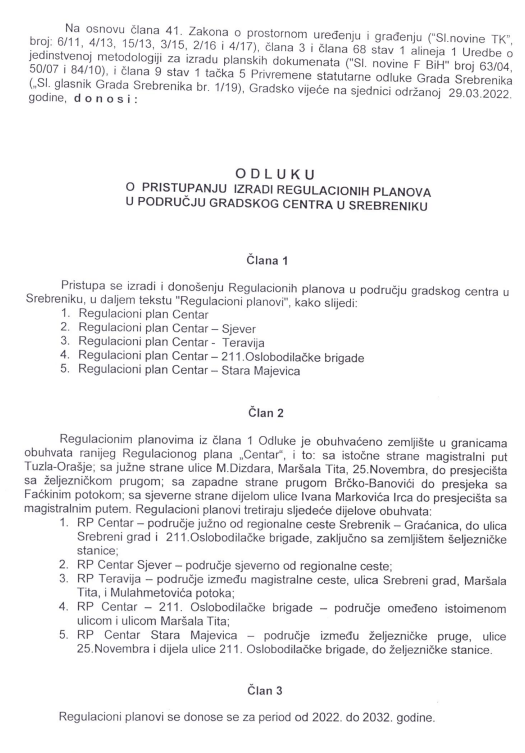 Na osnovu člana 41. Zakona o prostornom uređenju i građenju ("Sl.novine TK",
broj: 6/11, 4/13, 15/13, 3/15, 2/16 i 4/17), člana 3 i člana 68 stav 1 alineja 1 Uredbe o
jedinstvenoj metodologiji za izradu planskih dokumenata ("Sl. novine F BiH" broj 63/04,
50/07 i 84/10), i člana 9 stav 1 tačka 5 Privremene statutarne odluke Grada Srebrenika
(„Sl. glasnik Grada Srebrenika br. 1/19), Gradsko vijeće na sjednici održanoj 29.03.2022.
godine, d o n o s i :
O D L U K U
O PRISTUPANJU IZRADI REGULACIONIH PLANOVA
U PODRUČJU GRADSKOG CENTRA U SREBRENIKU
Člana 1
Pristupa se izradi i donošenju Regulacionih planova u području gradskog centra u
Srebreniku, u daljem tekstu "Regulacioni planovi", kako slijedi:
1. Regulacioni plan Centar
2. Regulacioni plan Centar – Sjever
3. Regulacioni plan Centar - Teravija
4. Regulacioni plan Centar – 211.Oslobodilačke brigade
5. Regulacioni plan Centar – Stara Majevica
Član 2
Regulacionim planovima iz člana 1 Odluke je obuhvaćeno zemljište u granicama
obuhvata ranijeg Regulacionog plana „Centar“, i to: sa istočne strane magistralni put
Tuzla-Orašje; sa južne strane ulice M.Dizdara, Maršala Tita, 25.Novembra, do presjecišta
sa željezničkom prugom; sa zapadne strane prugom Brčko-Banovići do presjeka sa
Faćkinim potokom; sa sjeverne strane dijelom ulice Ivana Markovića Irca do presjecišta sa
magistralnim putem. Regulacioni planovi tretiraju sljedeće dijelove obuhvata:
1. RP Centar – područje južno od regionalne ceste Srebrenik – Graćanica, do ulica
Srebreni grad i 211.Oslobodilačke brigade, zaključno sa zemljištem šeljezničke
stanice;
2. RP Centar Sjever – područje sjeverno od regionalne ceste;
3. RP Teravija – područje između magistralne ceste, ulica Srebreni grad, Maršala
Tita, i Mulahmetovića potoka;
4. RP Centar – 211. Oslobodilačke brigade – područje omeđeno istoimenom
ulicom i ulicom Maršala Tita;
5. RP Centar Stara Majevica – područje između željezničke pruge, ulice
25.Novembra i dijela ulice 211. Oslobodilačke brigade, do željezničke stanice.
Član 3
Regulacioni planovi se donose se za period od 2022. do 2032. godine.